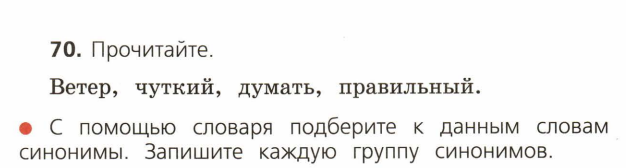 70. Прочитайте.
Ветер, чуткий, думать, правильный.
С помощью словаря подберите к данным словам
синонимы. Запишите каждую группу синонимов.